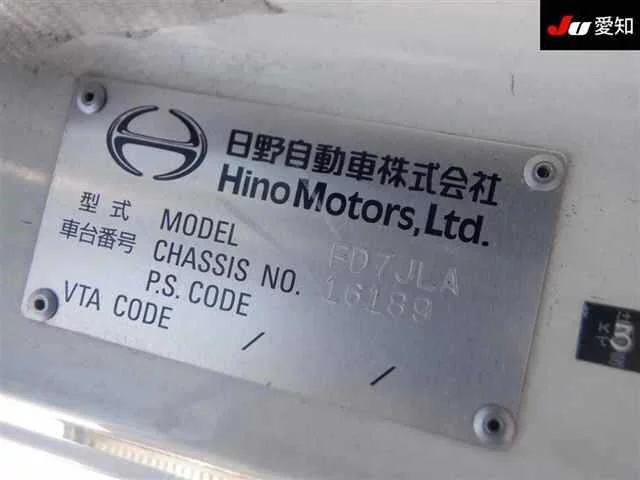 JU 愛知
日野自動車株式会社
Hino Motors, Ltd.
型式 MODEL FD7JLA
車台番号 CHASSIS NO. 16189
P.S. CODE /
VTA CODE /